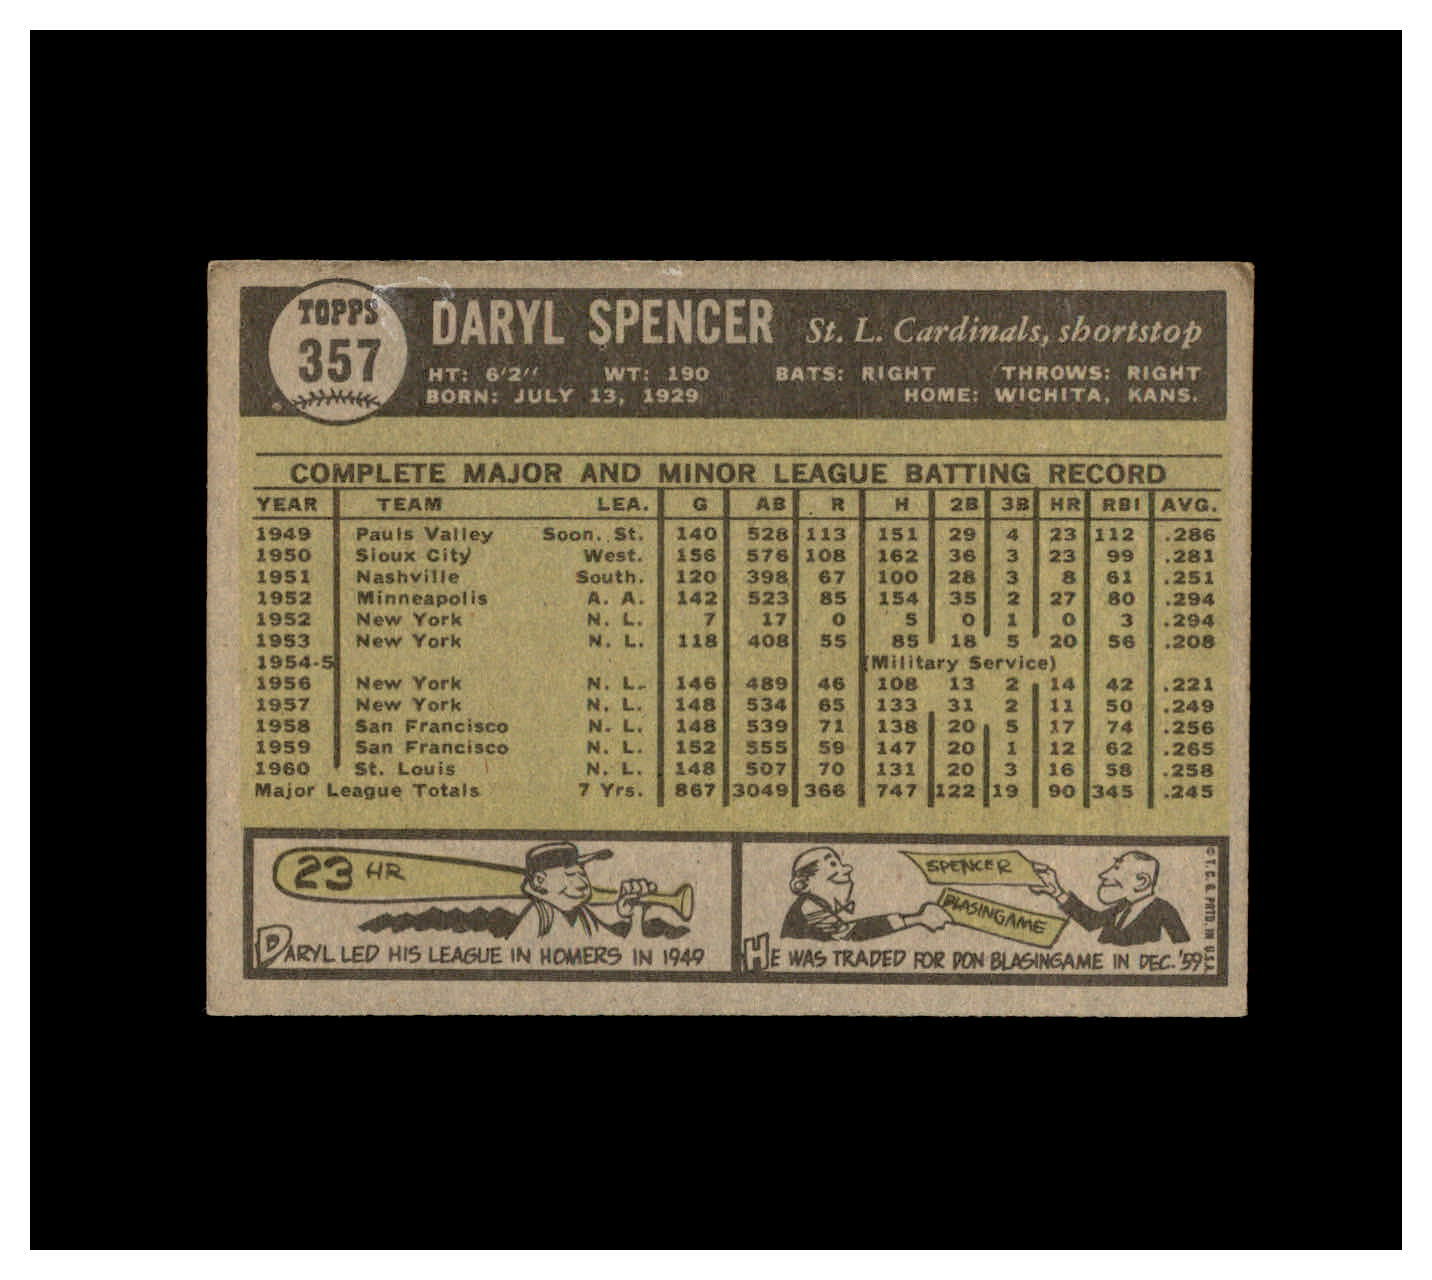 TOPPS
357
DARYL SPENCER St. L. Cardinals, shortstop
HT: 6'2" WT: 190 BATS: RIGHT THROWS: RIGHT
BORN: JULY 13, 1929 HOME: WICHITA, KANS.
COMPLETE MAJOR AND MINOR LEAGUE BATTING RECORD
YEAR TEAM LEA. G AB R H 2B 3B HR RBI AVG.
1949 Pauls Valley Soon. St. 140 528 113 151 29 4 23 112 .286
1950 Sioux City West. 156 576 108 162 36 3 23 99 .281
1951 Nashville South. 120 398 67 100 28 3 8 61 .251
1952 Minneapolis A. A. 142 523 85 154 35 2 27 80 .294
1952 New York N. L. 7 17 0 5 0 1 0 3 .294
1953 New York N. L. 118 408 55 85 18 5 20 56 .208
1954-5 (Military Service)
1956 New York N. L. 146 489 46 108 13 2 14 42 .221
1957 New York N. L. 148 534 65 133 31 2 11 50 .249
1958 San Francisco N. L. 148 539 71 138 20 5 17 74 .256
1959 San Francisco N. L. 152 555 59 147 20 1 12 62 .265
1960 St. Louis N. L. 148 507 70 131 20 3 16 58 .258
Major League Totals 7 Yrs. 867 3049 366 747 122 19 90 345 .245
23 HR
DARYL LED HIS LEAGUE IN HOMERS IN 1949
SPENCER
BLASINGAME
HE WAS TRADED FOR DON BLASINGAME IN DEC. '59
© T. C. G. PRTD. IN U.S.A.